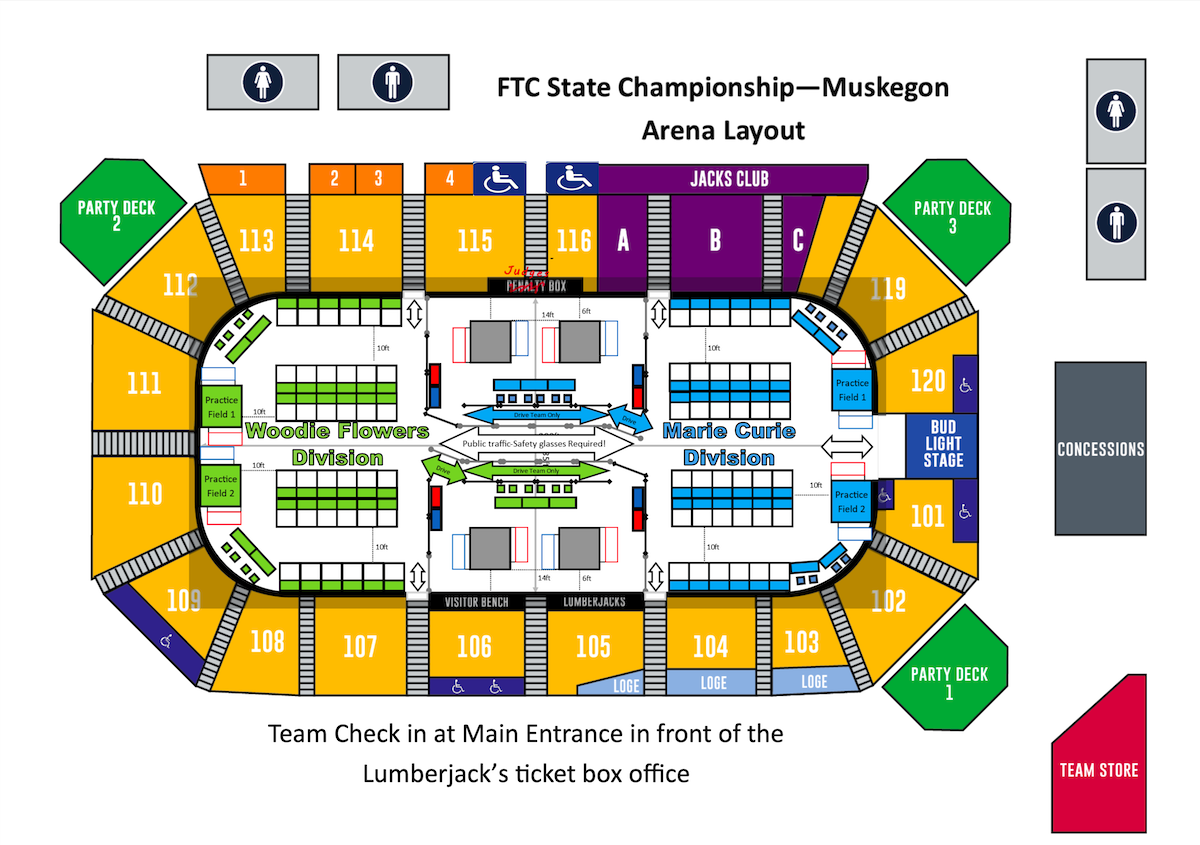 FTC State Championship—Muskegon
Arena Layout
1
2
3
4
JACKS CLUB
PARTY DECK
2
PARTY DECK
3
113
114
115
116
A
B
C
112
119
Judges
PENALTY BOX
14ft
6ft
10ft
10ft
111
120
Practice
Field 1
10ft
Practice
Field 1
Drive Team Only
Drive
Woodie Flowers
Division
Marie Curie
Division
Public traffic-Safety glasses Required!
BUD
LIGHT
STAGE
CONCESSIONS
10ft
Drive
Drive Team Only
110
Practice
Field 2
10ft
Practice
Field 2
101
10ft
10ft
14ft
6ft
109
102
VISITOR BENCH
LUMBERJACKS
108
107
106
105
104
103
LOGE
LOGE
LOGE
PARTY DECK
1
Team Check in at Main Entrance in front of the
Lumberjack's ticket box office
TEAM STORE